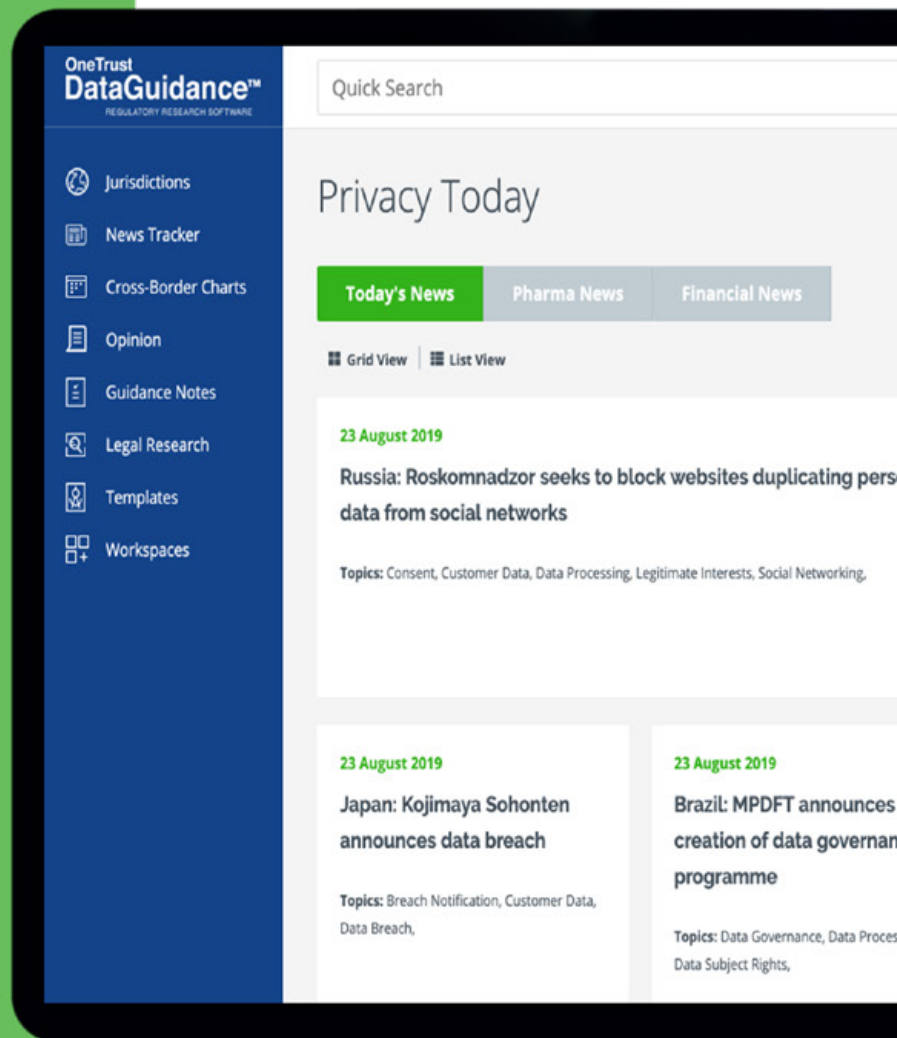 OneTrust
DataGuidance™
REGULATORY RESEARCH SOFTWARE
Jurisdictions
News Tracker
Cross-Border Charts
Opinion
Guidance Notes
Legal Research
Templates
Workspaces
Quick Search
Privacy Today
Today's News
Pharma News
Financial News
Grid View
List View
23 August 2019
Russia: Roskomnadzor seeks to block websites duplicating
data from social networks
Topics: Consent, Customer Data, Data Processing, Legitimate Interests, Social Networking,
23 August 2019
Japan: Kojimaya Sohonten
announces data breach
Topics: Breach Notification, Customer Data,
Data Breach,
23 August 2019
Brazil: MPDFT announces
creation of data
programme
Topics: Data Governance, Data
Data Subject Rights,